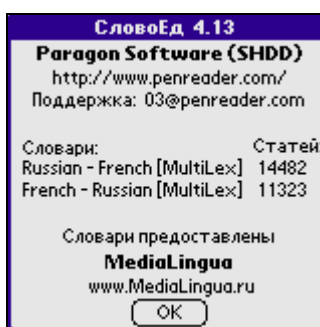 СловоЕд 4.13
Paragon Software (SHDD)
http://www.penreader.com/
Поддержка: 03@penreader.com
Словари: Статей
Russian - French [MultiLex] 14482
French - Russian [MultiLex] 11323
Словари предоставлены
MediaLingua
www.MediaLingua.ru
OK